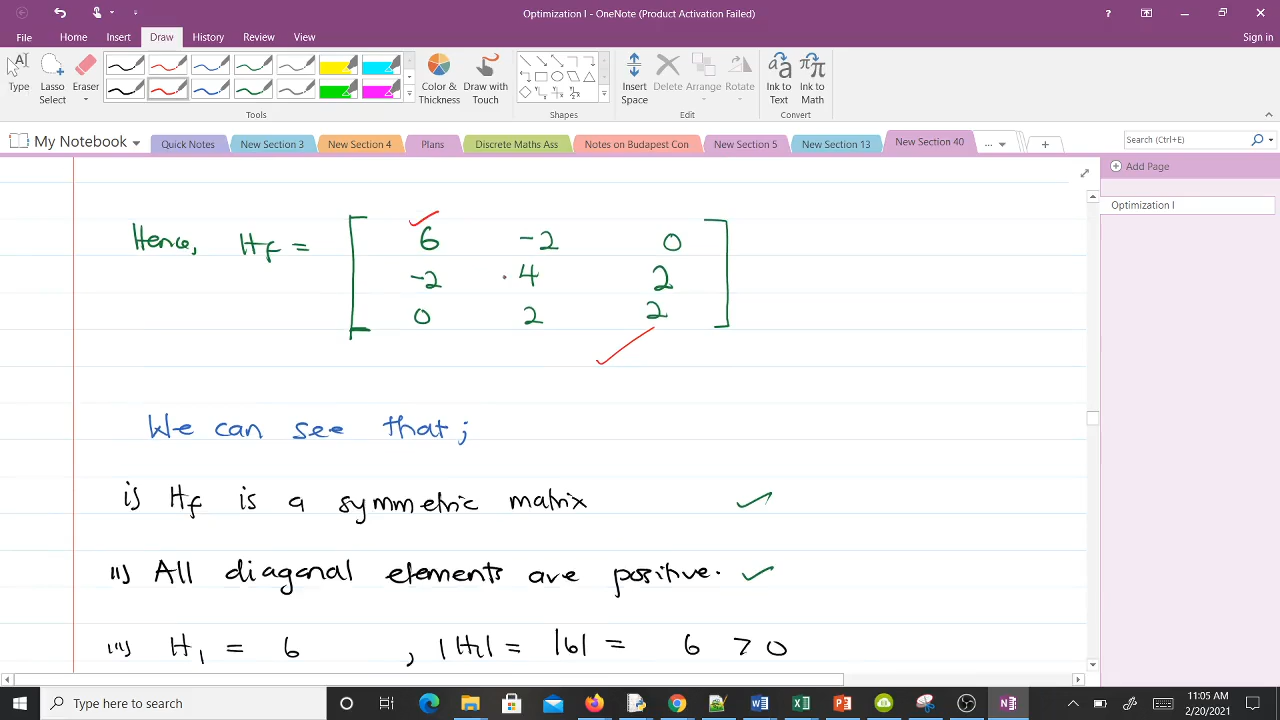 Optimization I - OneNote (Product Activation Failed)
Sign in
File Home Insert Draw History Review View
Type Lasso Select Eraser Color & Thickness Draw with Touch Insert Space Delete Arrange Rotate Ink to Text Ink to Math
Tools Shapes Edit Convert
My Notebook Quick Notes New Section 3 New Section 4 Plans Discrete Maths Ass Notes on Budapest Con New Section 5 New Section 13 New Section 40 ... Search (Ctrl+E)
Add Page
Optimization I
6 -2 0
Hence, Hf =
-2 4 2
0 2 2
We can see that;
i) Hf is a symmetric matrix
ii) All diagonal elements are positive.
iii) H1 = 6 , |H1| = |6| = 6 > 0
Type here to search
11:05 AM
2/20/2021